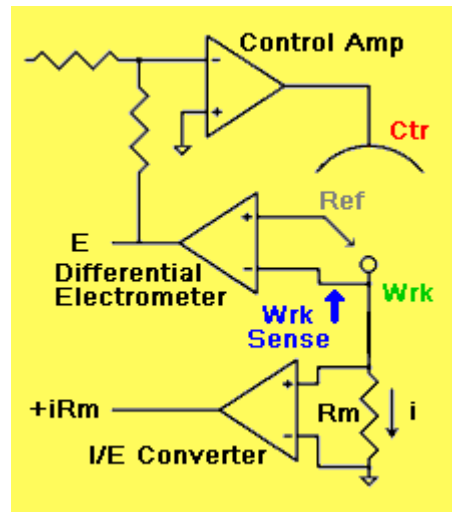 Control Amp
-
+
Ctr
Ref
E
+
-
Differential
Electrometer
Wrk
Wrk
Sense
+iRm
+
-
Rm
i
I/E Converter